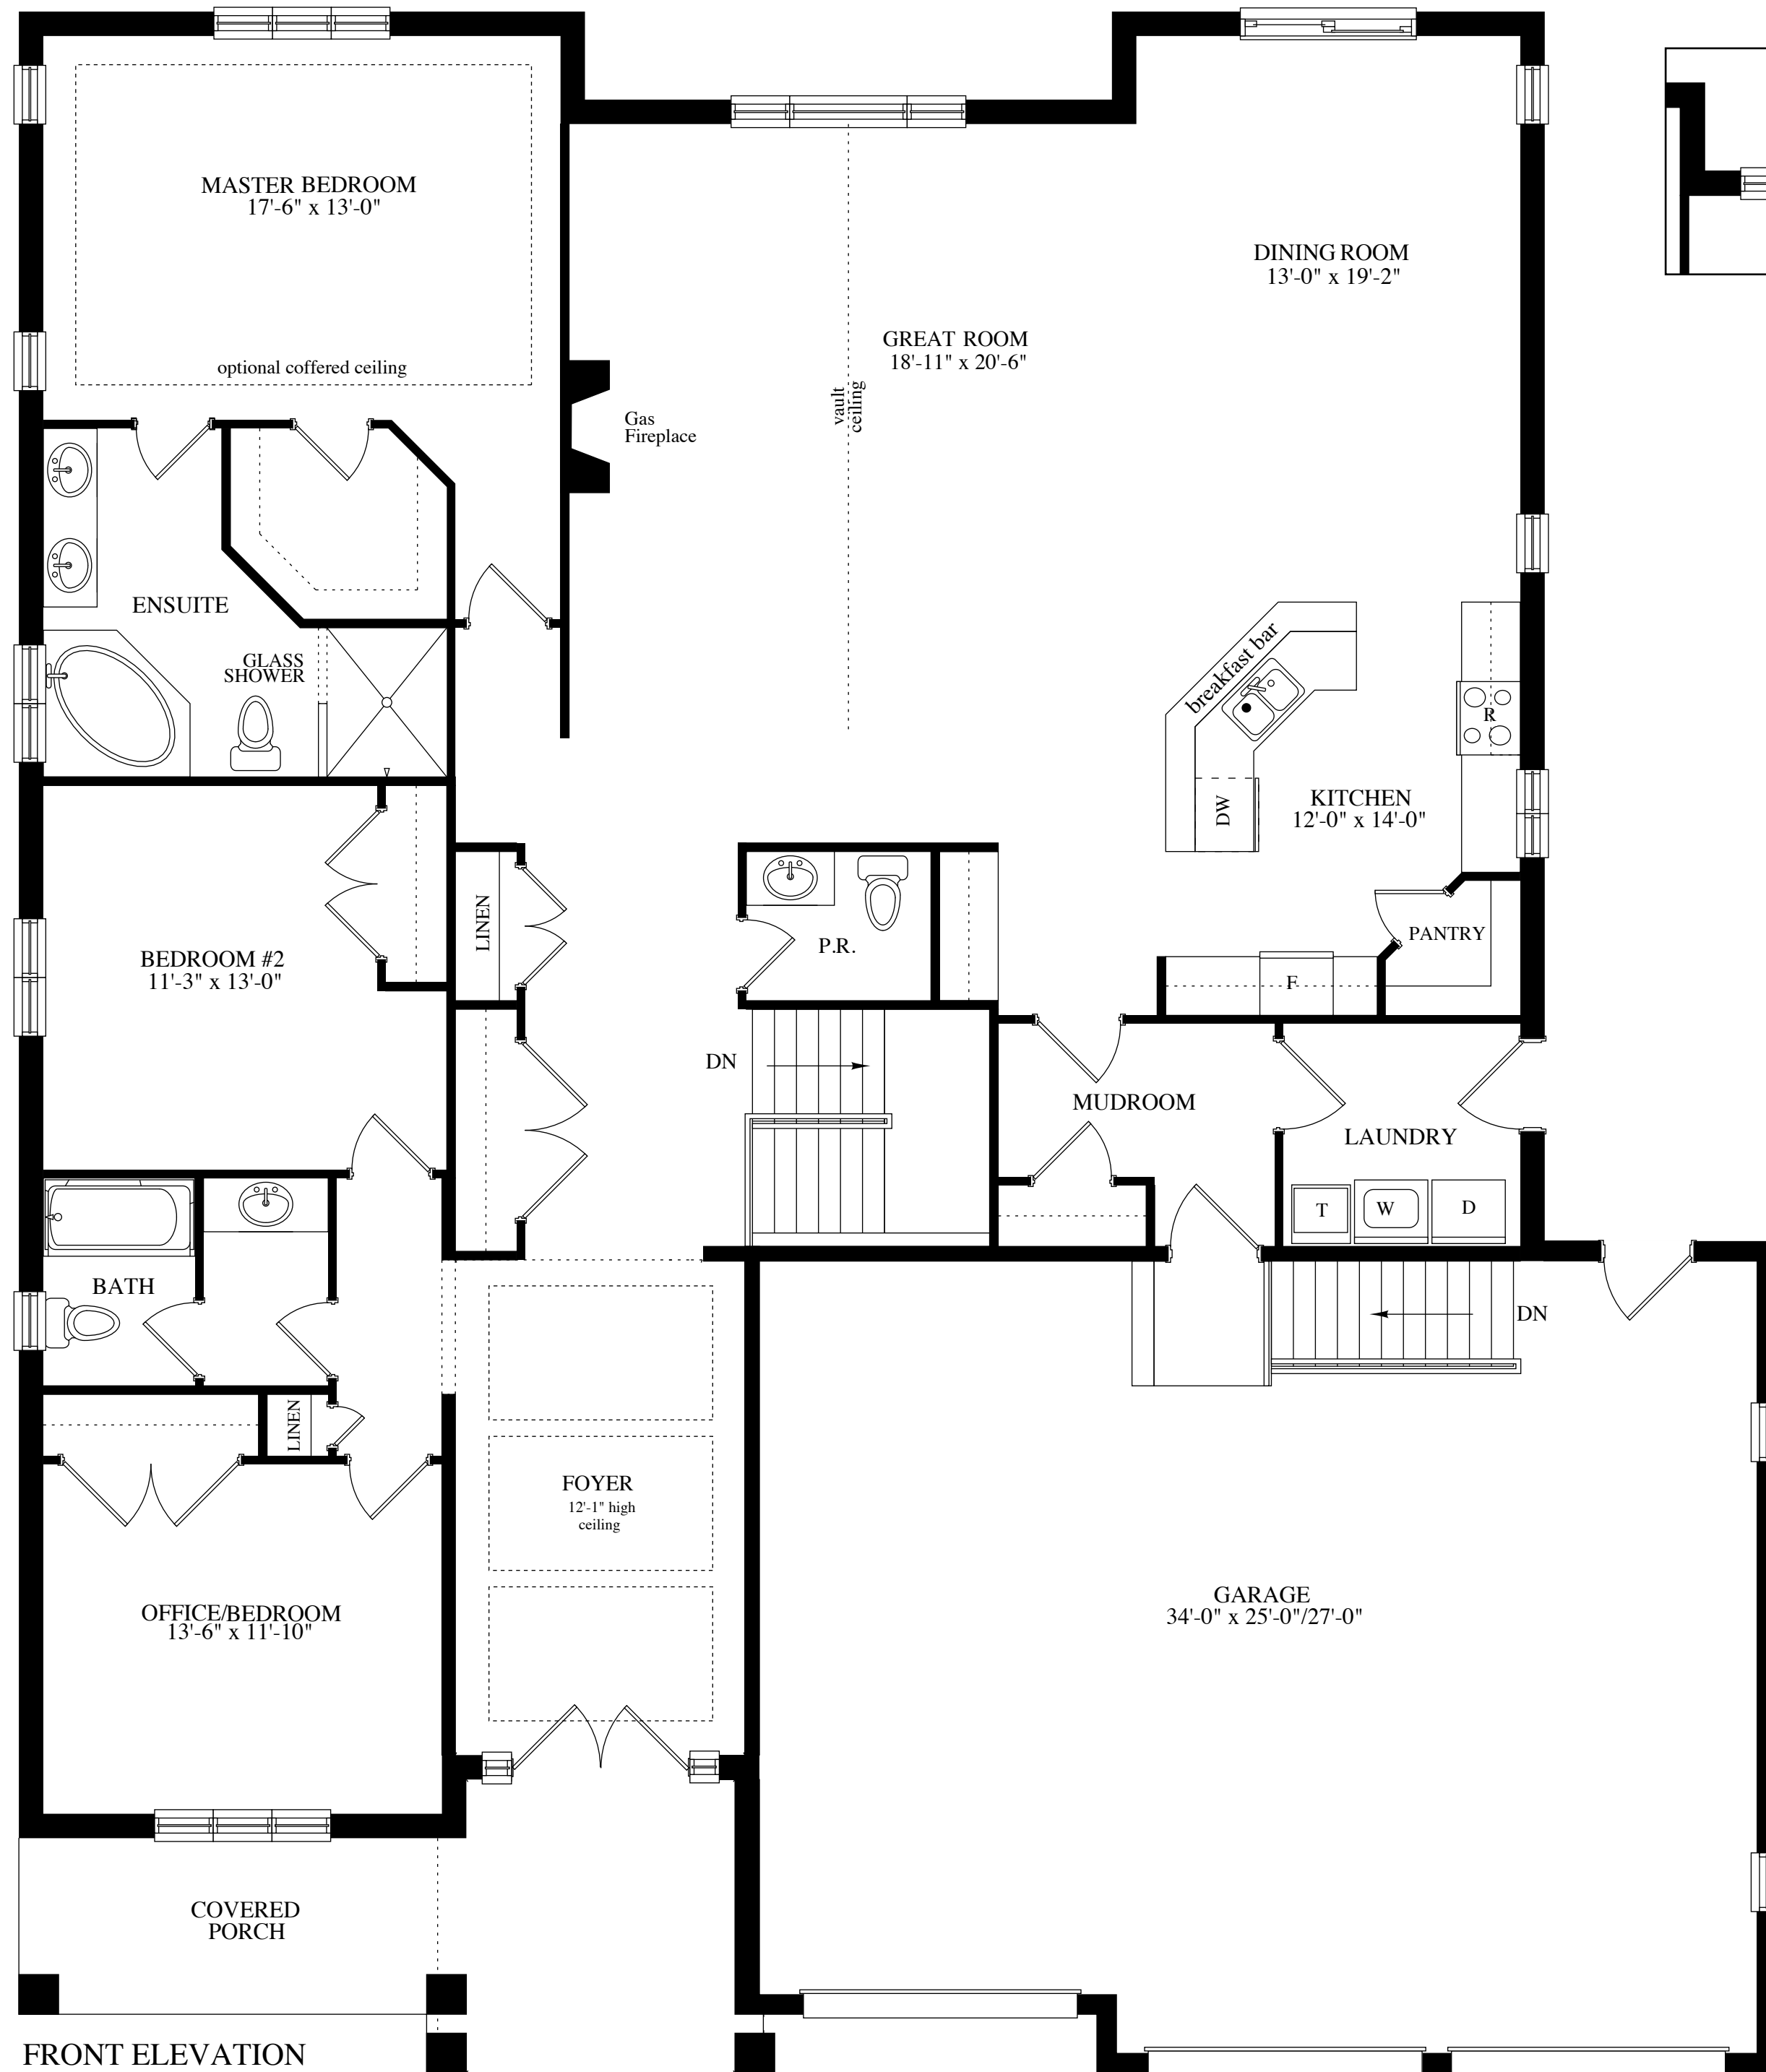 MASTER BEDROOM
17'-6" x 13'-0"
optional coffered ceiling
DINING ROOM
13'-0" x 19'-2"
GREAT ROOM
18'-11" x 20'-6"
vault
ceiling
Gas
Fireplace
ENSUITE
GLASS
SHOWER
breakfast bar
R
DW
KITCHEN
12'-0" x 14'-0"
PANTRY
F
LINEN
P.R.
BEDROOM #2
11'-3" x 13'-0"
DN
MUDROOM
LAUNDRY
T
W
D
BATH
DN
LINEN
FOYER
12'-1" high
ceiling
OFFICE/BEDROOM
13'-6" x 11'-10"
GARAGE
34'-0" x 25'-0"/27'-0"
COVERED
PORCH
FRONT ELEVATION